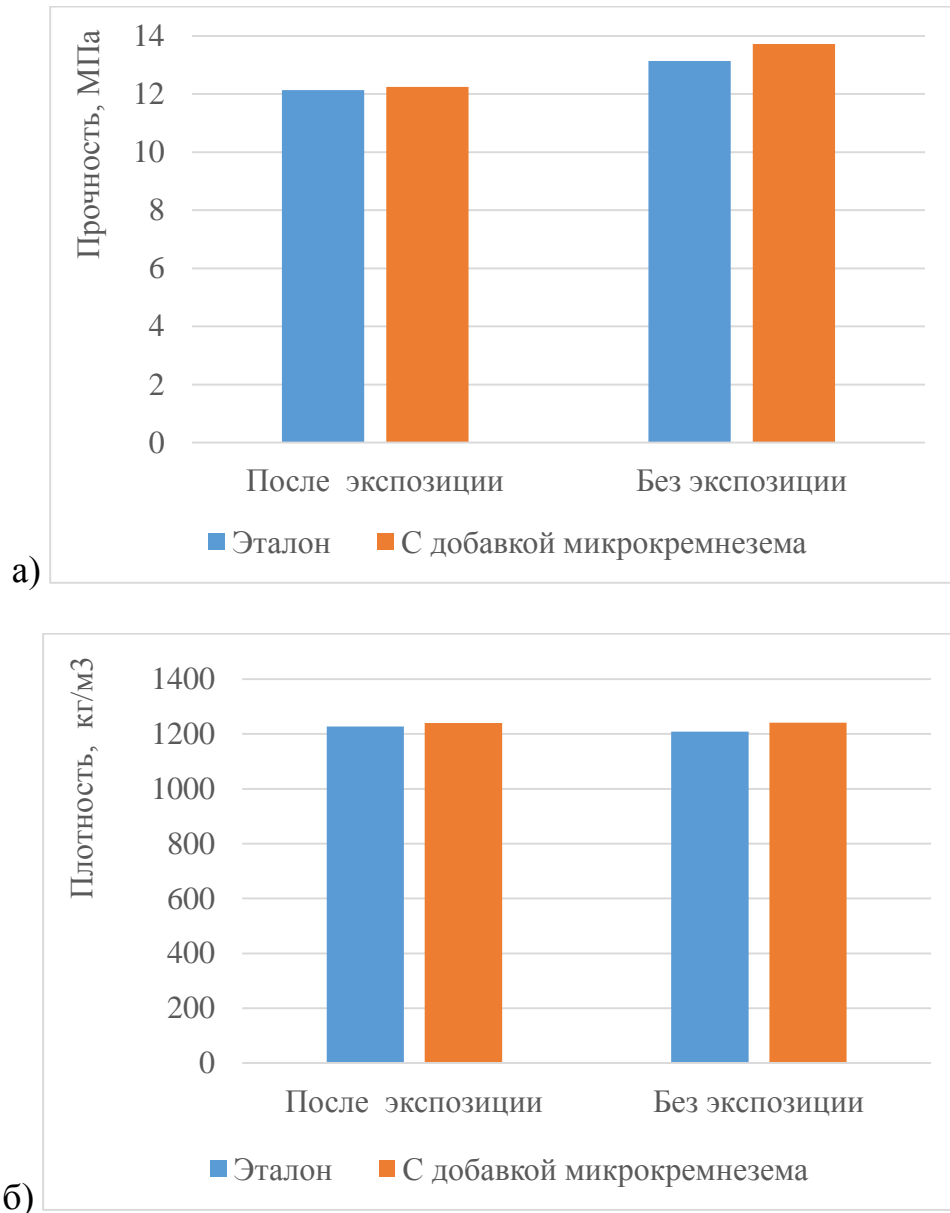 Прочность, МПа
14
12
10
8
6
4
2
0
После экспозиции
Без экспозиции
Эталон
С добавкой микрокремнезема
а)
Плотность, кг/м3
1400
1200
1000
800
600
400
200
0
После экспозиции
Без экспозиции
Эталон
С добавкой микрокремнезема
б)